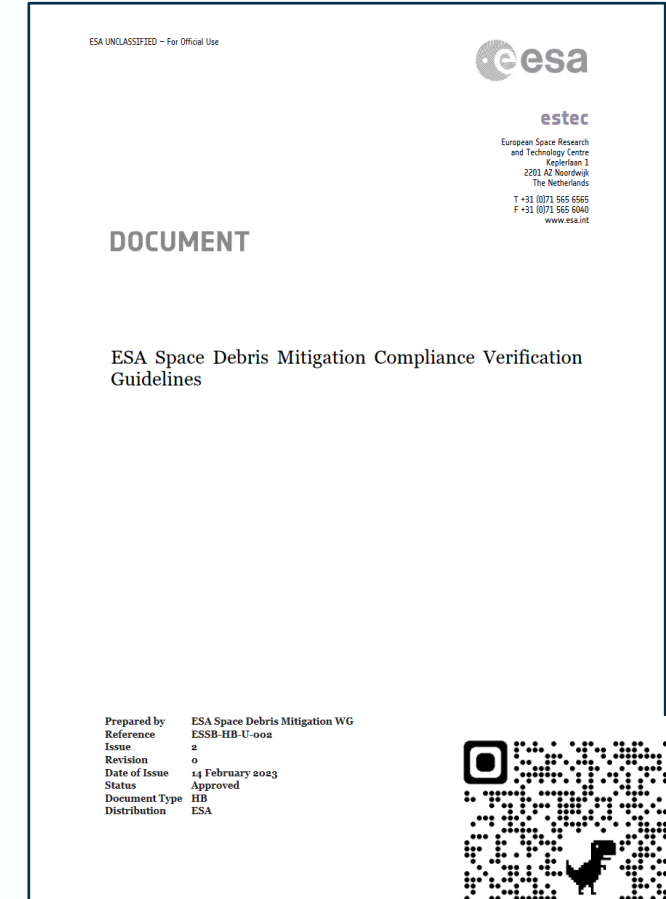 ESA UNCLASSIFIED – For Official Use
esa
estec
European Space Research
and Technology Centre
Keplerlaan 1
2201 AZ Noordwijk
The Netherlands
T +31 (0)71 565 6565
F +31 (0)71 565 6040
www.esa.int
DOCUMENT
ESA Space Debris Mitigation Compliance Verification
Guidelines
Prepared by ESA Space Debris Mitigation WG
Reference ESSB-HB-U-002
Issue 2
Revision 0
Date of Issue 14 February 2023
Status Approved
Document Type HB
Distribution ESA